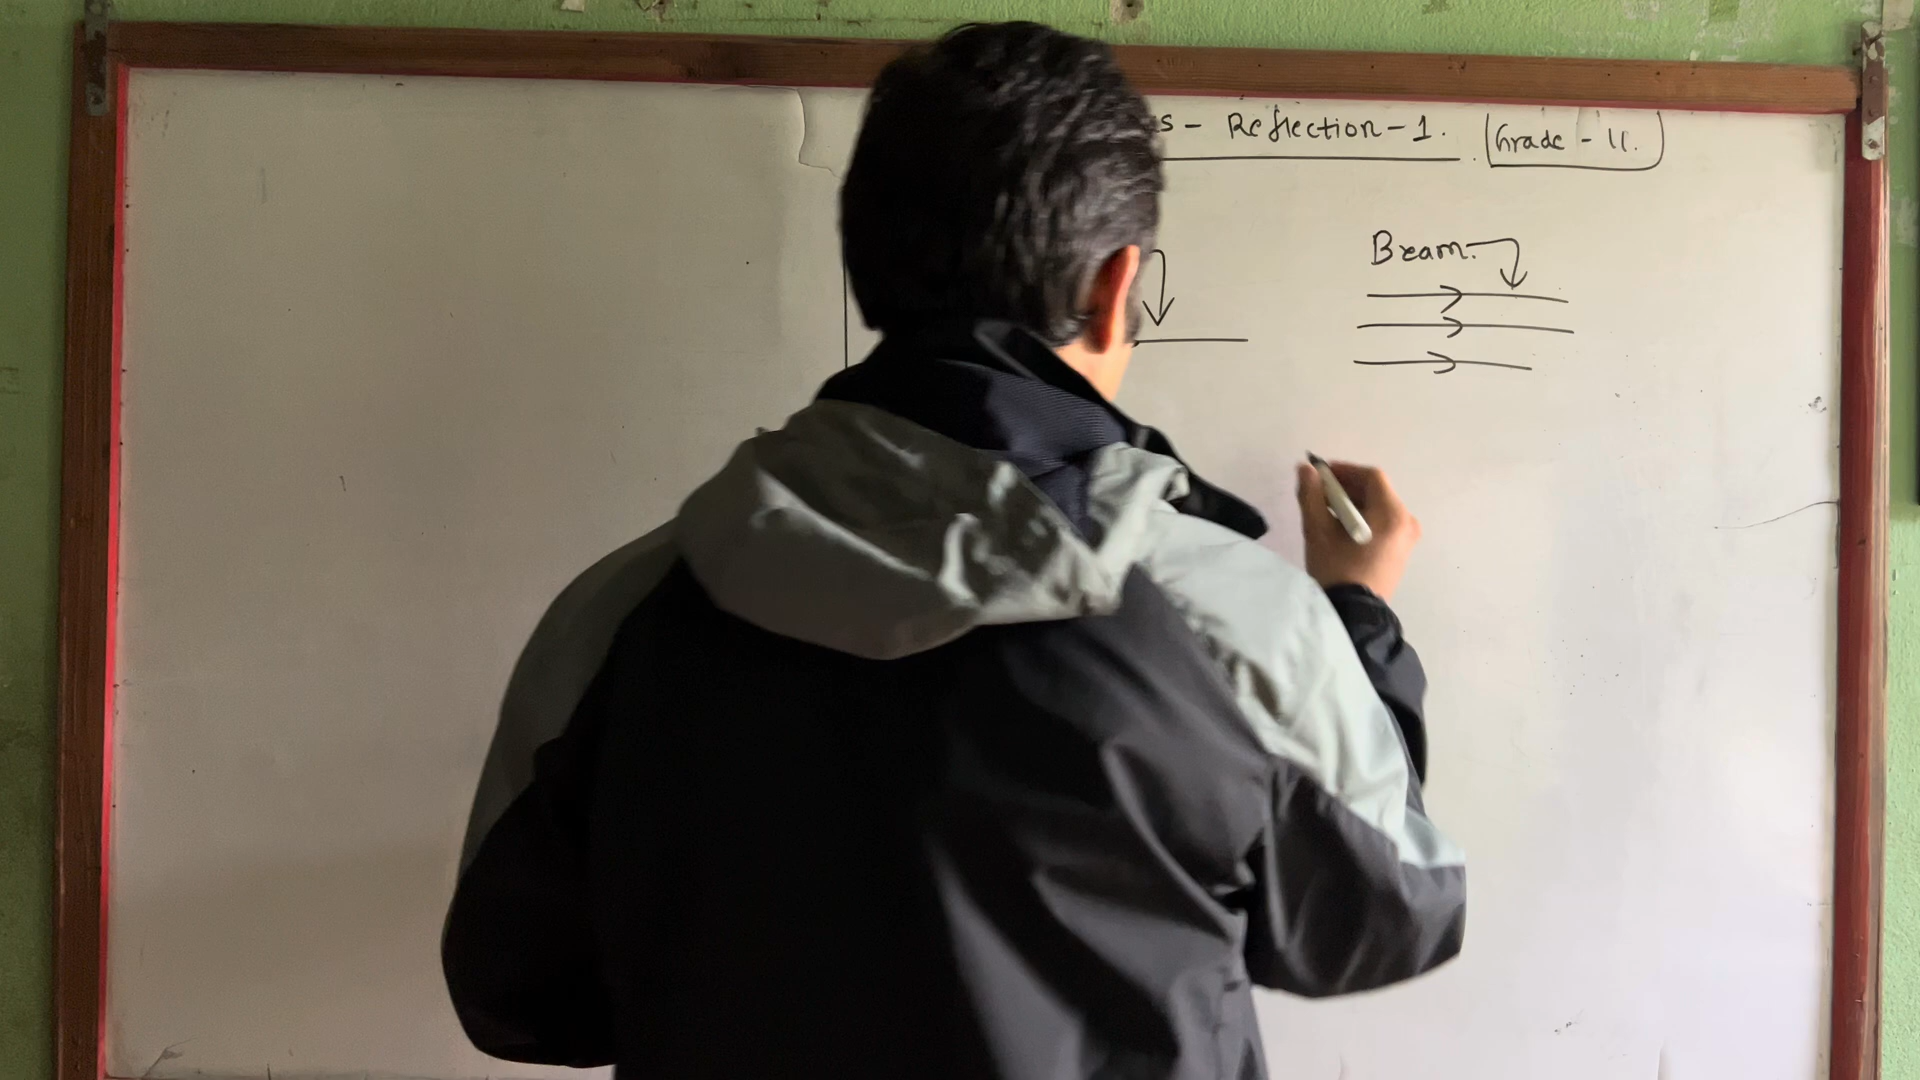 s - Reflection - 1. Grade - 11.
Beam.